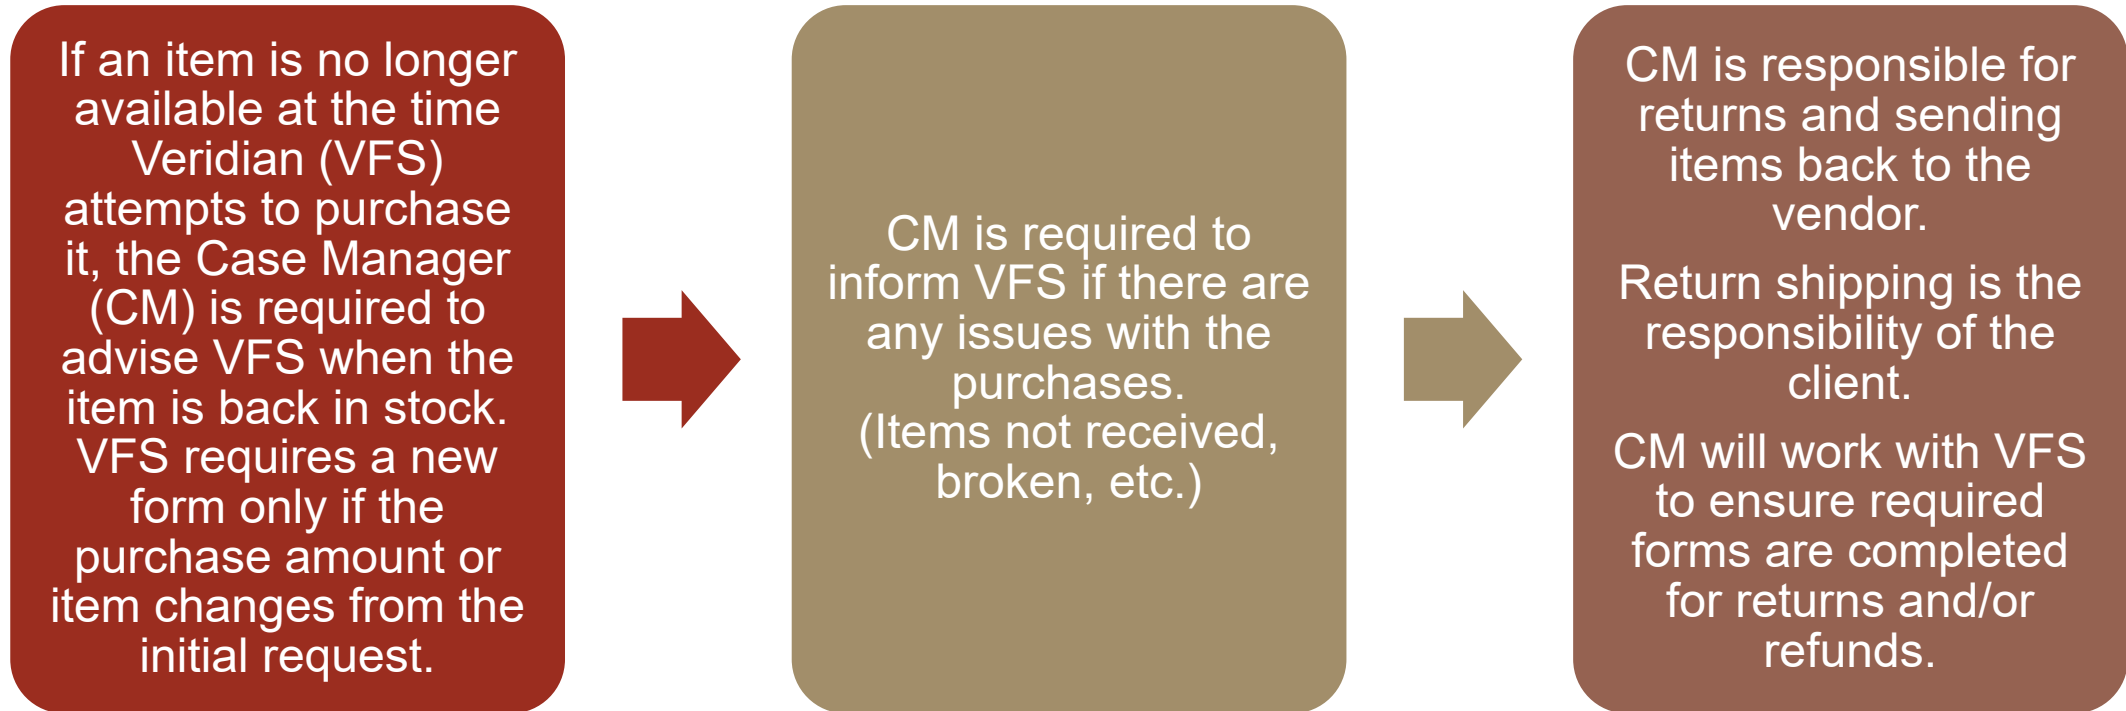 If an item is no longer
available at the time
Veridian (VFS)
attempts to purchase
it, the Case Manager
(CM) is required to
advise VFS when the
item is back in stock.
VFS requires a new
form only if the
purchase amount or
item changes from the
initial request.
CM is required to
inform VFS if there are
any issues with the
purchases.
(Items not received,
broken, etc.)
CM is responsible for
returns and sending
items back to the
vendor.
Return shipping is the
responsibility of the
client.
CM will work with VFS
to ensure required
forms are completed
for returns and/or
refunds.